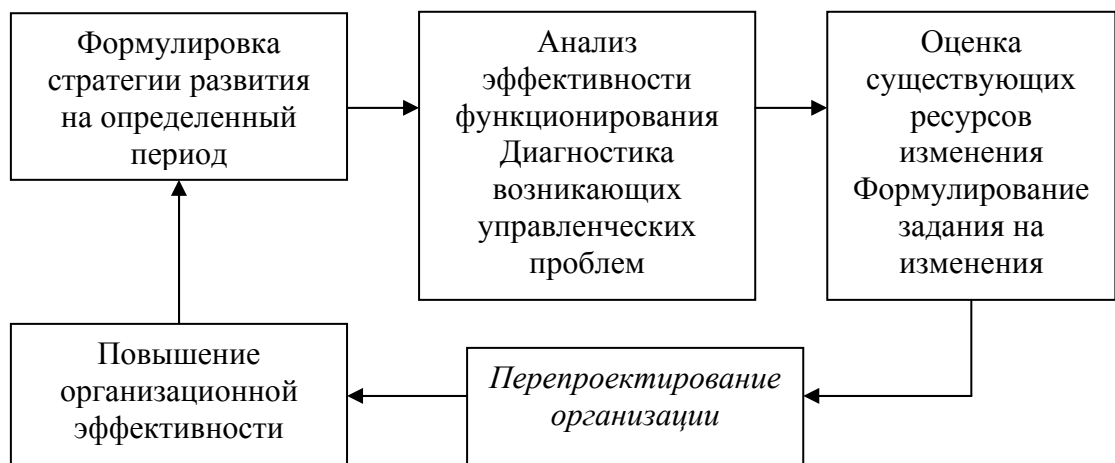 Формулировка
стратегии развития
на определенный
период
Анализ
эффективности
функционирования
Диагностика
возникающих
управленческих
проблем
Оценка
существующих
ресурсов
изменения
Формулирование
задания на
изменения
Повышение
организационной
эффективности
Перепроектирование
организации